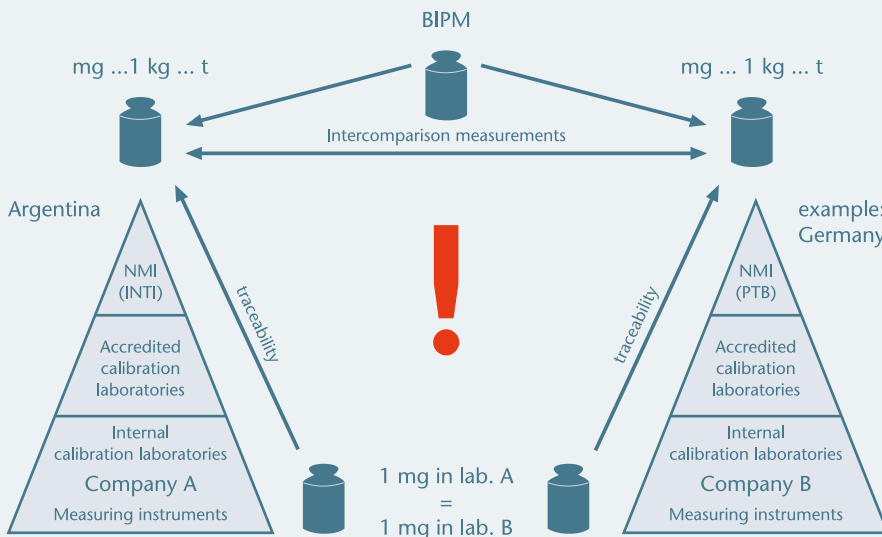 BIPM
mg ...1 kg ... t
mg ... 1 kg ... t
Intercomparison measurements
Argentina
example:
Germany
NMI
(INTI)
traceability
traceability
NMI
(PTB)
Accredited
calibration
laboratories
Accredited
calibration
laboratories
Internal
calibration laboratories
Company A
Measuring instruments
1 mg in lab. A
=
1 mg in lab. B
Internal
calibration laboratories
Company B
Measuring instruments